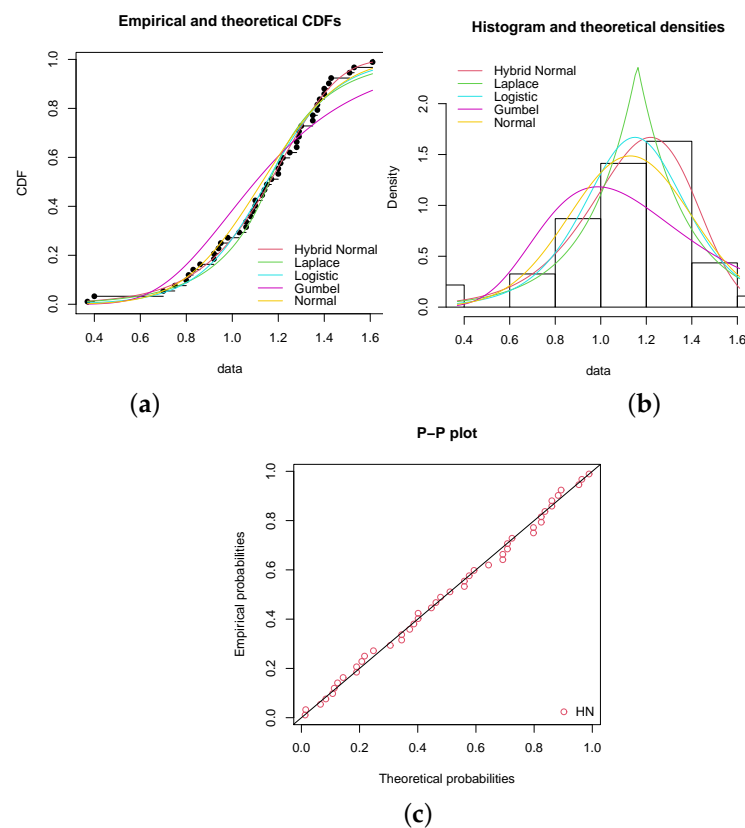 Empirical and theoretical CDFs
CDF
0.0 0.2 0.4 0.6 0.8 1.0
Hybrid Normal
Laplace
Logistic
Gumbel
Normal
0.4 0.6 0.8 1.0 1.2 1.4 1.6
data
(a)
Histogram and theoretical densities
Density
0.0 0.5 1.0 1.5 2.0
Hybrid Normal
Laplace
Logistic
Gumbel
Normal
0.4 0.6 0.8 1.0 1.2 1.4 1.6
data
(b)
P−P plot
Empirical probabilities
0.0 0.2 0.4 0.6 0.8 1.0
HN
0.0 0.2 0.4 0.6 0.8 1.0
Theoretical probabilities
(c)